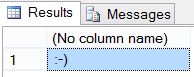 Results Messages
(No column name)
1 :-)